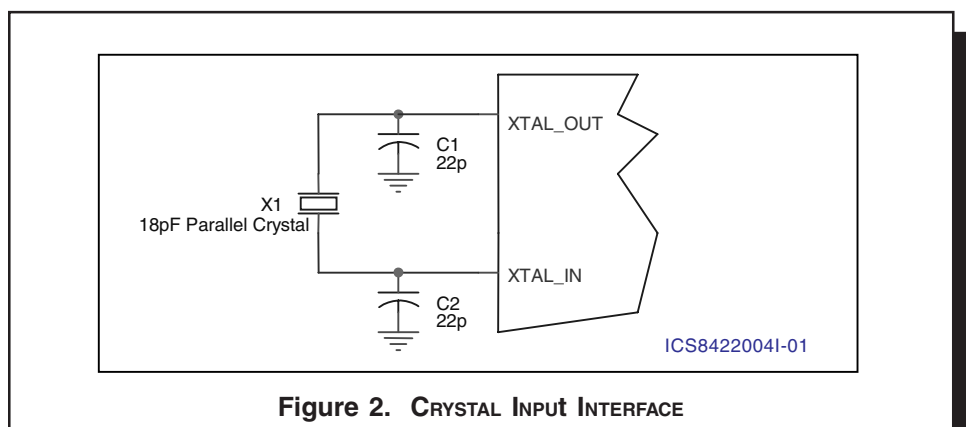 XTAL_OUT
C1
22p
X1
18pF Parallel Crystal
XTAL_IN
C2
22p
ICS8422004I-01
Figure 2. CRYSTAL INPUT INTERFACE